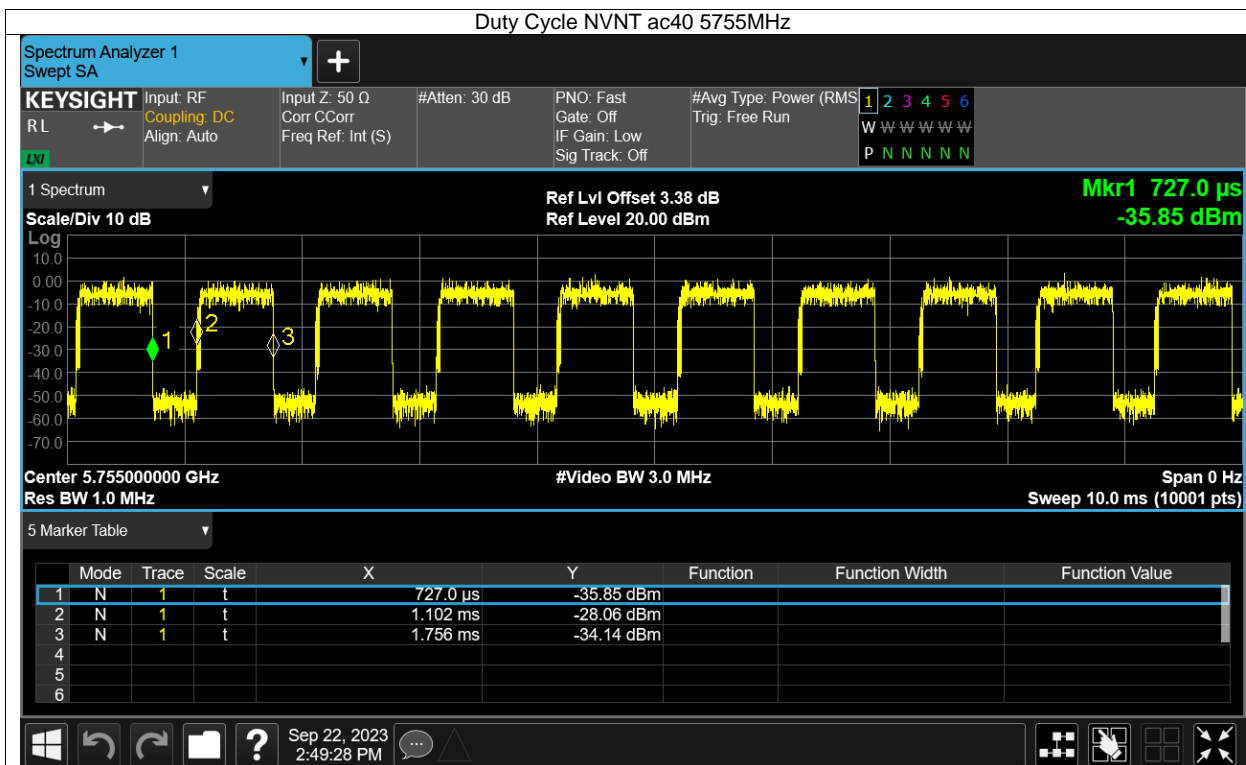 Duty Cycle NVNT ac40 5755MHz
Spectrum Analyzer 1
Swept SA
KEYSIGHT
R L
LXI
Input: RF
Coupling: DC
Align: Auto
Input Z: 50 Ω
Corr CCorr
Freq Ref: Int (S)
#Atten: 30 dB
PNO: Fast
Gate: Off
IF Gain: Low
Sig Track: Off
#Avg Type: Power (RMS
Trig: Free Run
1 2 3 4 5 6
W W W W W W
P N N N N N
1 Spectrum
Scale/Div 10 dB
Ref Lvl Offset 3.38 dB
Ref Level 20.00 dBm
Mkr1 727.0 µs
-35.85 dBm
Log
10.0
0.00
-10.0
-20.0
-30.0
-40.0
-50.0
-60.0
-70.0
1
2
3
Center 5.755000000 GHz
#Video BW 3.0 MHz
Span 0 Hz
Res BW 1.0 MHz
Sweep 10.0 ms (10001 pts)
5 Marker Table
Mode Trace Scale X Y Function Function Width Function Value
1 N 1 t 727.0 µs -35.85 dBm
2 N 1 t 1.102 ms -28.06 dBm
3 N 1 t 1.756 ms -34.14 dBm
4
5
6
?
Sep 22, 2023
2:49:28 PM